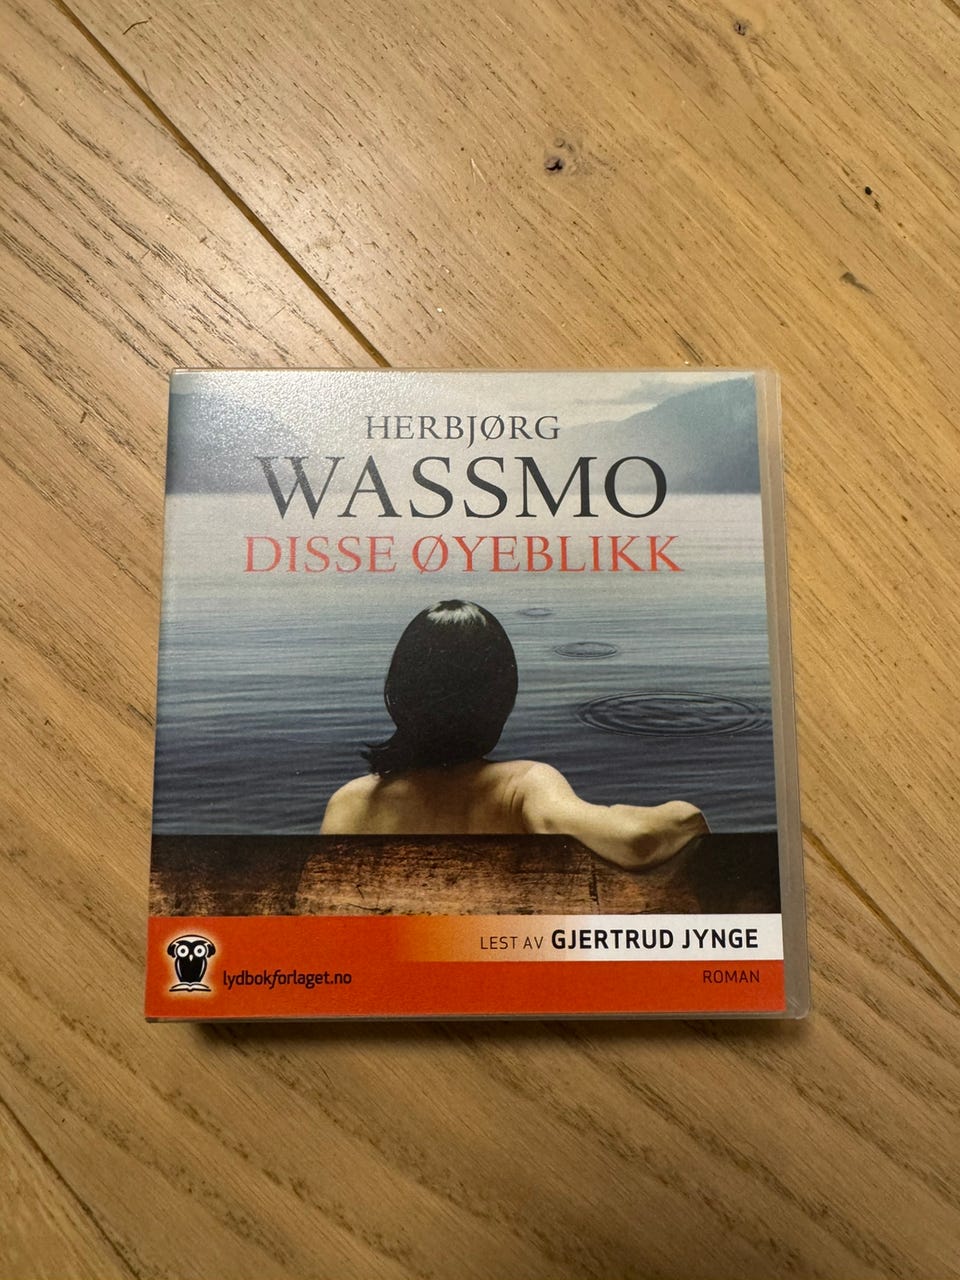 HERBJØRG
WASSMO
DISSE ØYEBLIKK
LEST AV GJERTRUD JYNGE
lydbokforlaget.no
ROMAN